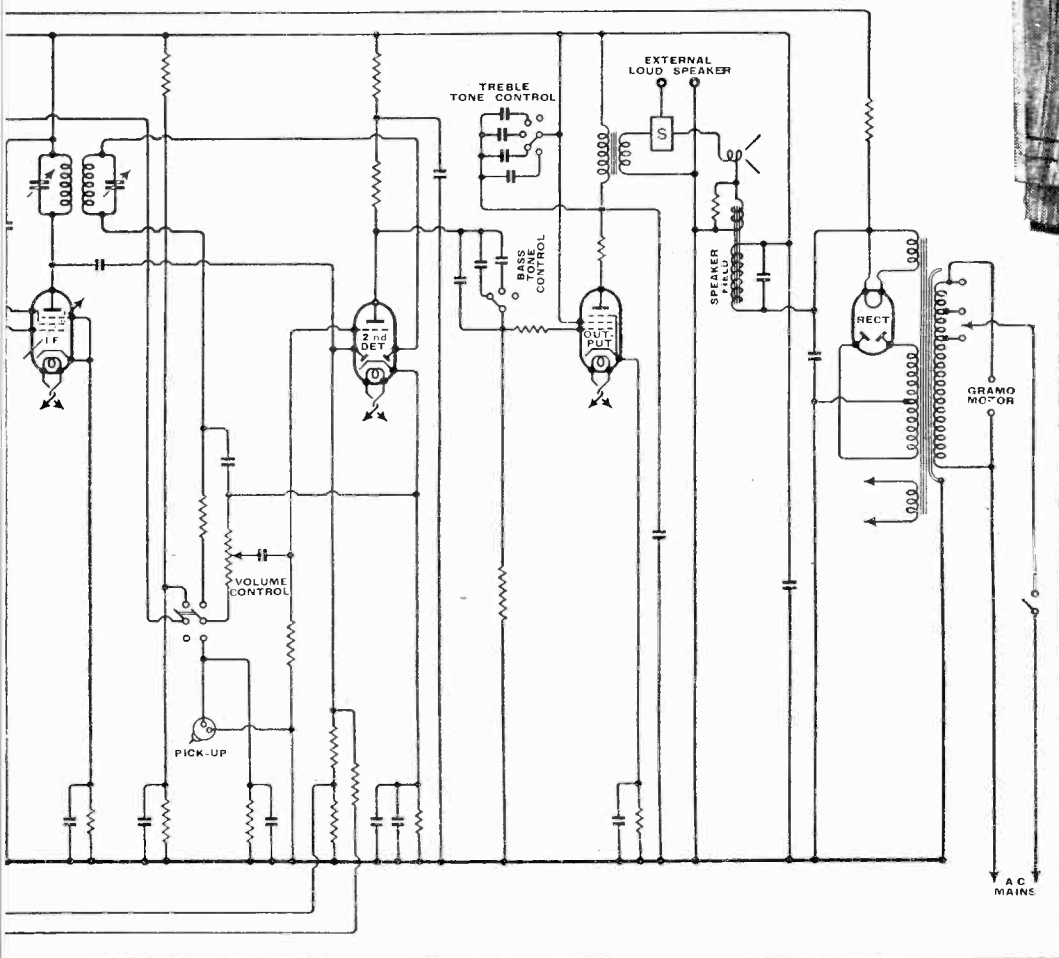 EXTERNAL
LOUD SPEAKER
TREBLE
TONE CONTROL
S
BASS
TONE
CONTROL
SPEAKER
FIELD
I F
2nd
DET
OUT-
PUT
RECT
GRAMO
MOTOR
VOLUME
CONTROL
PICK-UP
A C
MAINS